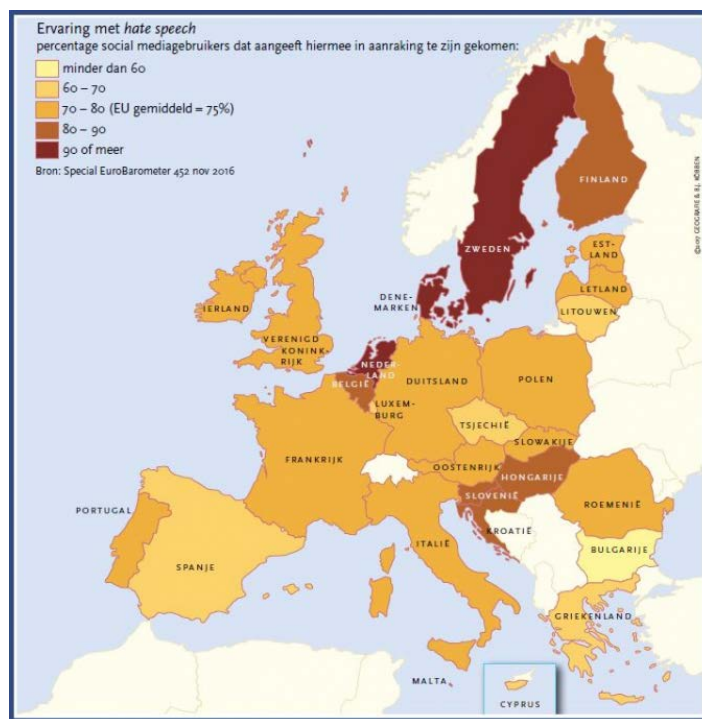 Ervaring met hate speech
percentage social mediagebruikers dat aangeeft hiermee in aanraking te zijn gekomen:
minder dan 60
60 – 70
70 – 80 (EU gemiddeld = 75%)
80 – 90
90 of meer
Bron: Special EuroBarometer 452 nov 2016
©2017 GEOGRAFIE & B.J. KÖBBEN
FINLAND
ZWEDEN
EST-
LAND
LETLAND
LITOUWEN
DENE-
MARKEN
IERLAND
VERENIGD
KONINK-
RIJK
NEDER-
LAND
BELGIË
DUITSLAND
POLEN
LUXEM-
BURG
TSJECHIË
SLOWAKIJE
FRANKRIJK
OOSTENRIJK
HONGARIJE
SLOVENIË
ROEMENIË
PORTUGAL
KROATIË
ITALIË
BULGARIJE
SPANJE
GRIEKENLAND
MALTA
CYPRUS